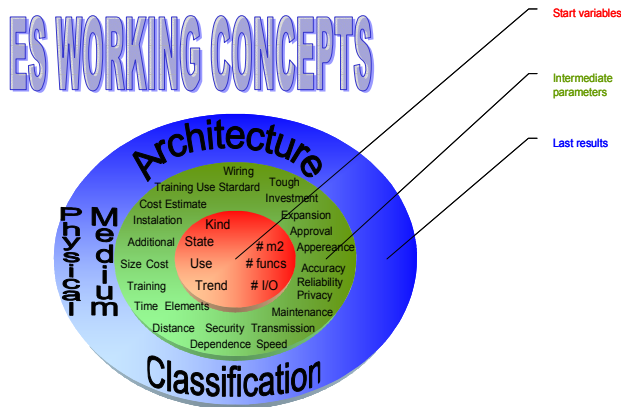 ES WORKING CONCEPTS
Start variables
Intermediate
parameters
Last results
Architecture
Physical
Medium
Classification
Wiring
Training Use Stardard
Tough
Cost Estimate
Investment
Instalation
Expansion
Approval
Additional
Appereance
Size Cost
Accuracy
Training
Reliability
Privacy
Time Elements
Maintenance
Distance Security Transmission
Dependence Speed
Kind
State
# m2
Use
# funcs
Trend
# I/O